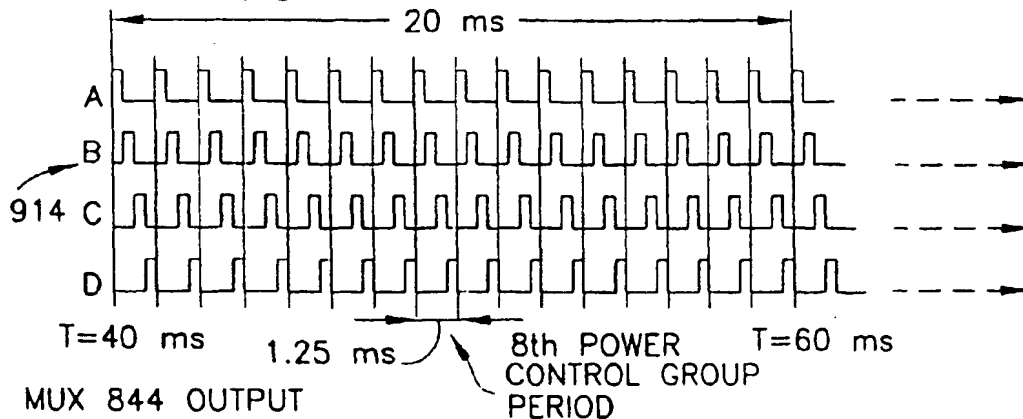 20 ms
A
B
914 C
D
T=40 ms
1.25 ms
8th POWER
CONTROL GROUP
PERIOD
T=60 ms
MUX 844 OUTPUT